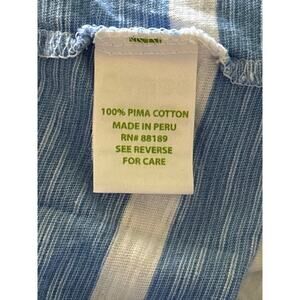 100% PIMA COTTON
MADE IN PERU
RN# 88189
SEE REVERSE
FOR CARE